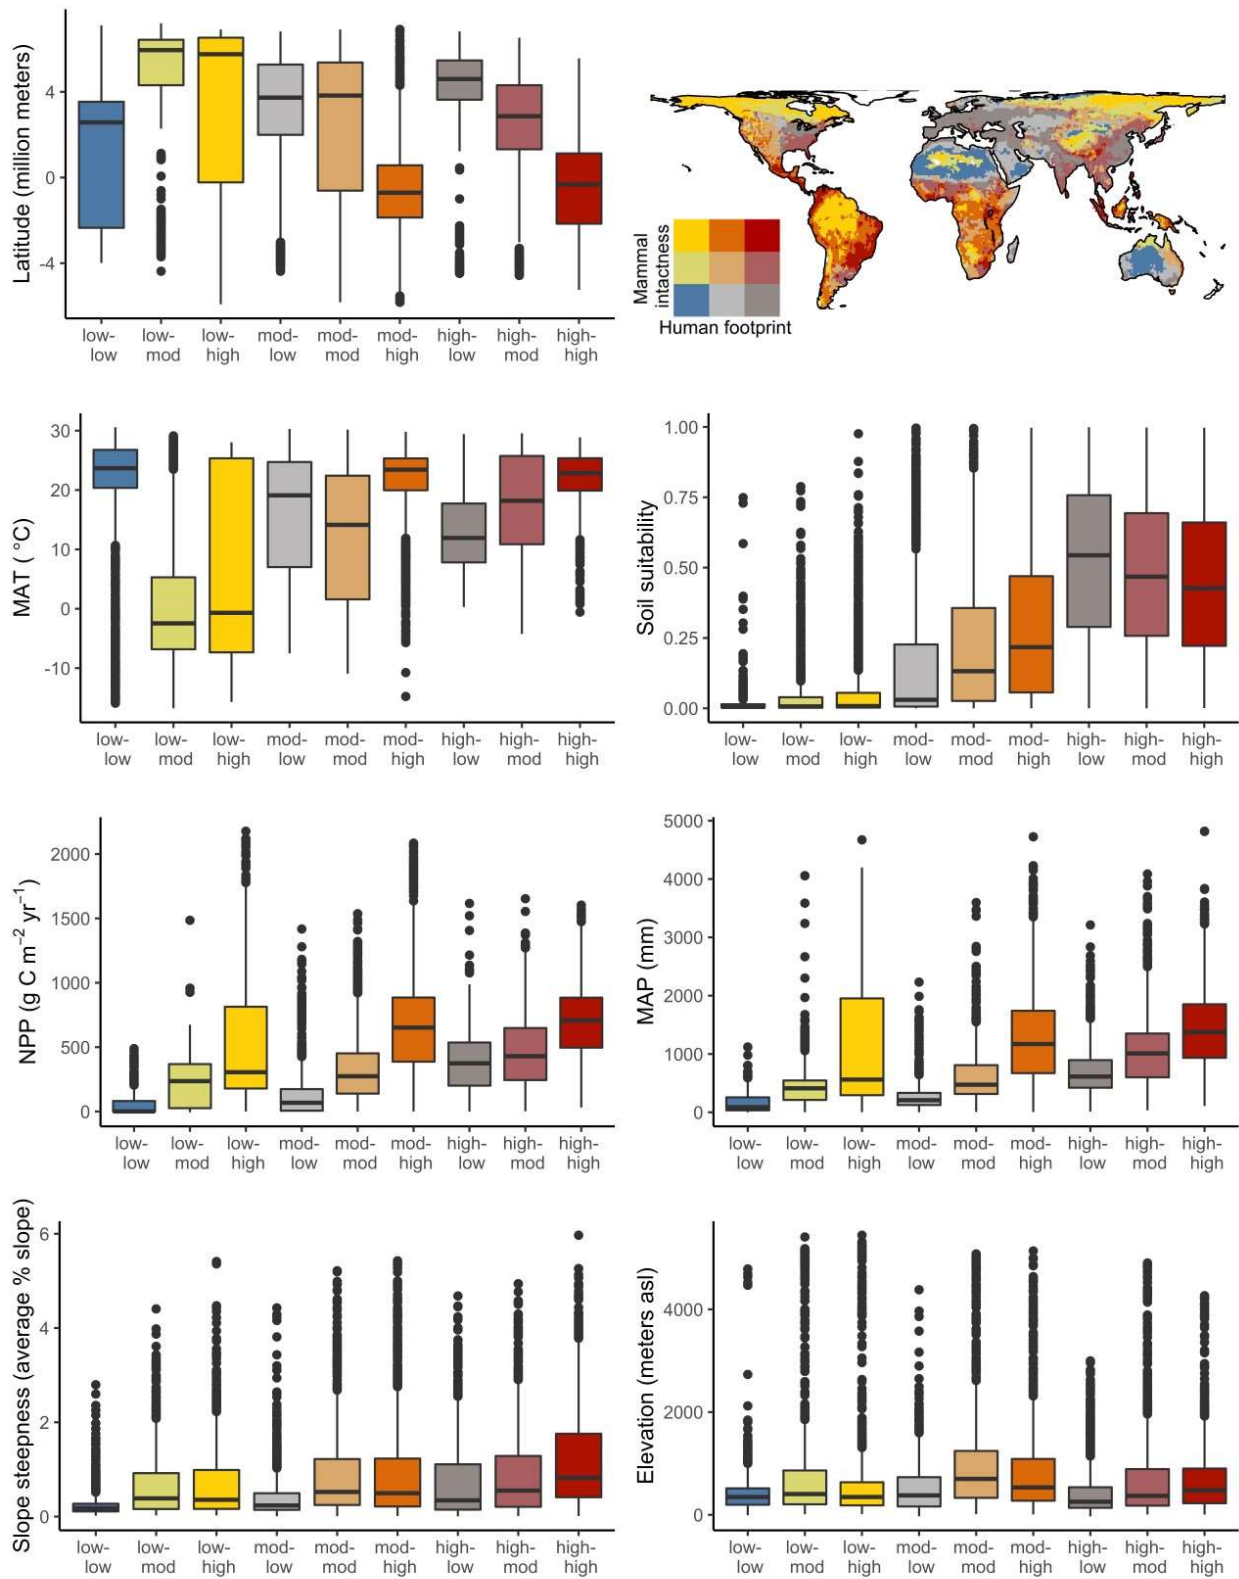 Latitude (million meters)
4
0
-4
low-low
low-mod
low-high
mod-low
mod-mod
mod-high
high-low
high-mod
high-high
Mammal
intactness
Human footprint
MAT ( °C)
30
20
10
0
-10
low-low
low-mod
low-high
mod-low
mod-mod
mod-high
high-low
high-mod
high-high
Soil suitability
1.00
0.75
0.50
0.25
0.00
low-low
low-mod
low-high
mod-low
mod-mod
mod-high
high-low
high-mod
high-high
NPP (g C m⁻² yr⁻¹)
2000
1500
1000
500
0
low-low
low-mod
low-high
mod-low
mod-mod
mod-high
high-low
high-mod
high-high
MAP (mm)
5000
4000
3000
2000
1000
0
low-low
low-mod
low-high
mod-low
mod-mod
mod-high
high-low
high-mod
high-high
Slope steepness (average % slope)
6
4
2
0
low-low
low-mod
low-high
mod-low
mod-mod
mod-high
high-low
high-mod
high-high
Elevation (meters asl)
4000
2000
0
low-low
low-mod
low-high
mod-low
mod-mod
mod-high
high-low
high-mod
high-high